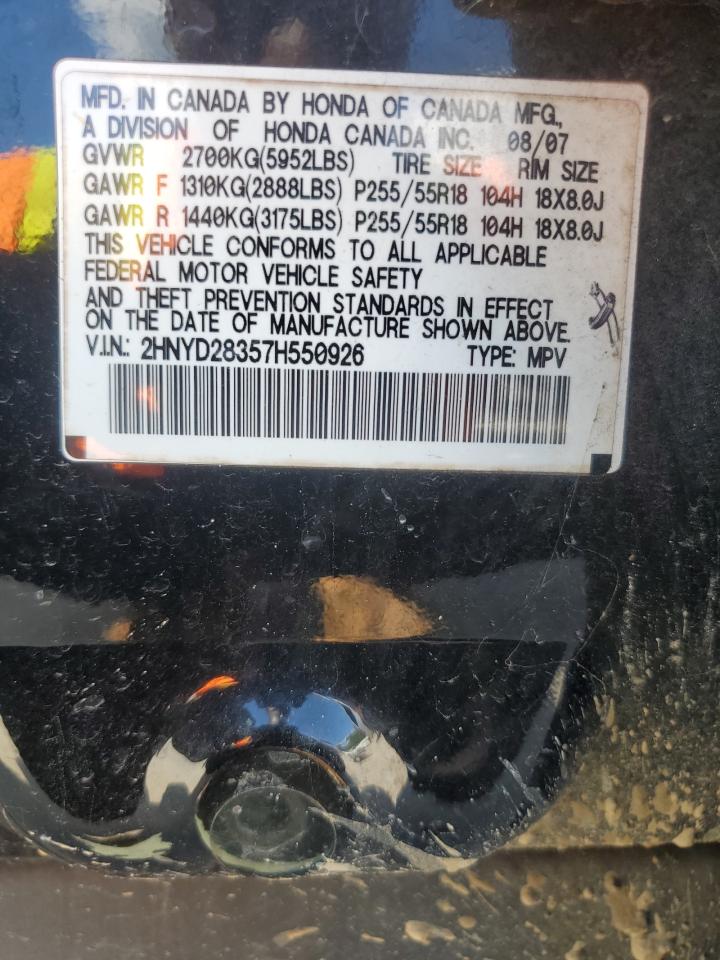 MFD. IN CANADA BY HONDA OF CANADA MFG.,
A DIVISION OF HONDA CANADA INC. 08/07
GVWR 2700KG(5952LBS) TIRE SIZE RIM SIZE
GAWR F 1310KG(2888LBS) P255/55R18 104H 18X8.0J
GAWR R 1440KG(3175LBS) P255/55R18 104H 18X8.0J
THIS VEHICLE CONFORMS TO ALL APPLICABLE
FEDERAL MOTOR VEHICLE SAFETY
AND THEFT PREVENTION STANDARDS IN EFFECT
ON THE DATE OF MANUFACTURE SHOWN ABOVE.
V.I.N.: 2HNYD28357H550926 TYPE: MPV